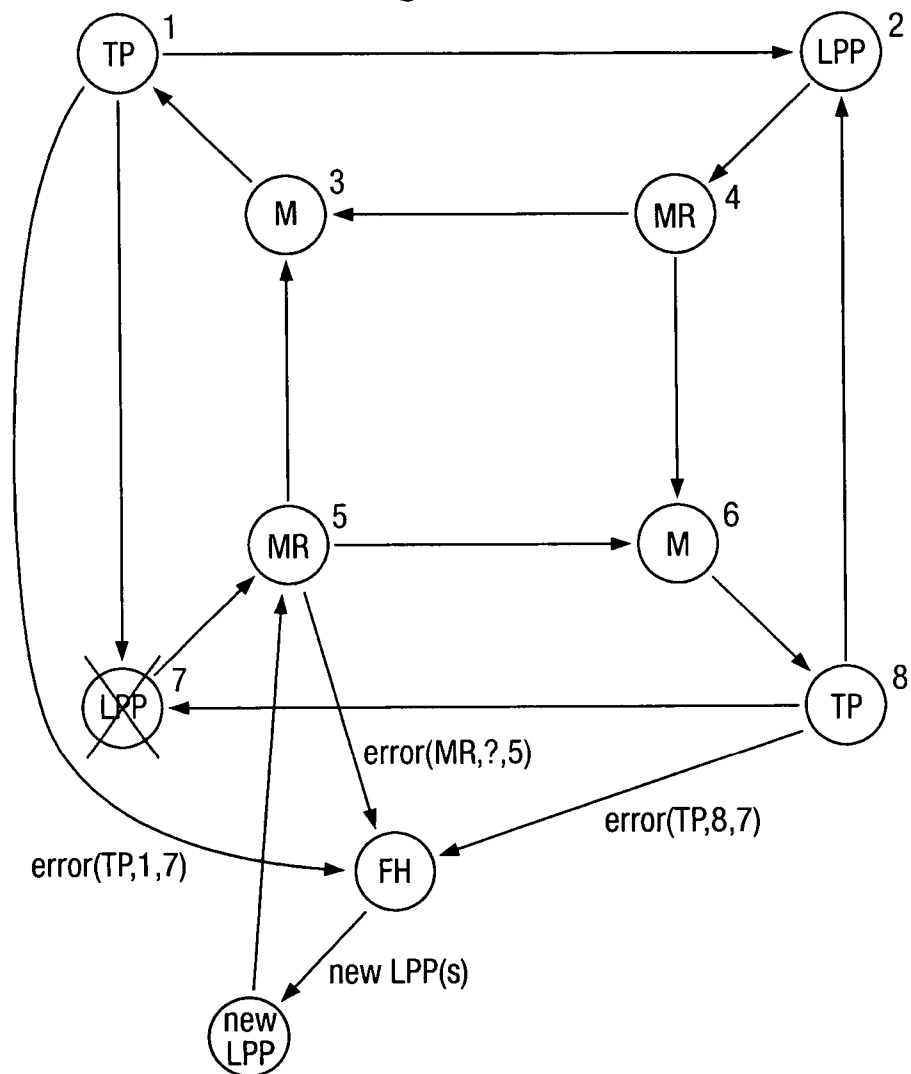 TP 1
LPP 2
M 3
MR 4
MR 5
M 6
LPP 7
TP 8
error(MR,?,5)
error(TP,8,7)
error(TP,1,7)
FH
new LPP(s)
new
LPP